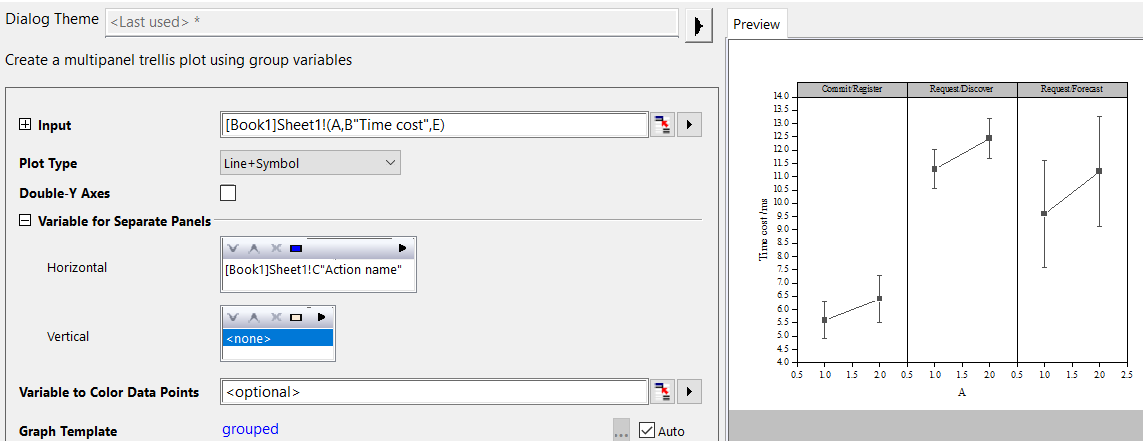 Dialog Theme
<Last used> *
Create a multipanel trellis plot using group variables
Input
[Book1]Sheet1!(A,B"Time cost",E)
Plot Type
Line+Symbol
Double-Y Axes
Variable for Separate Panels
Horizontal
[Book1]Sheet1!C"Action name"
Vertical
<none>
Variable to Color Data Points
<optional>
Graph Template
grouped
...
Auto
Preview
Commit/Register Request/Discover Request/Forecast
14.0
13.5
13.0
12.5
12.0
11.5
11.0
10.5
10.0
9.5
9.0
8.5
8.0
7.5
7.0
6.5
6.0
5.5
5.0
4.5
4.0
Time cost /ms
0.5 1.0 1.5 2.0 0.5 1.0 1.5 2.0 0.5 1.0 1.5 2.0 2.5
A